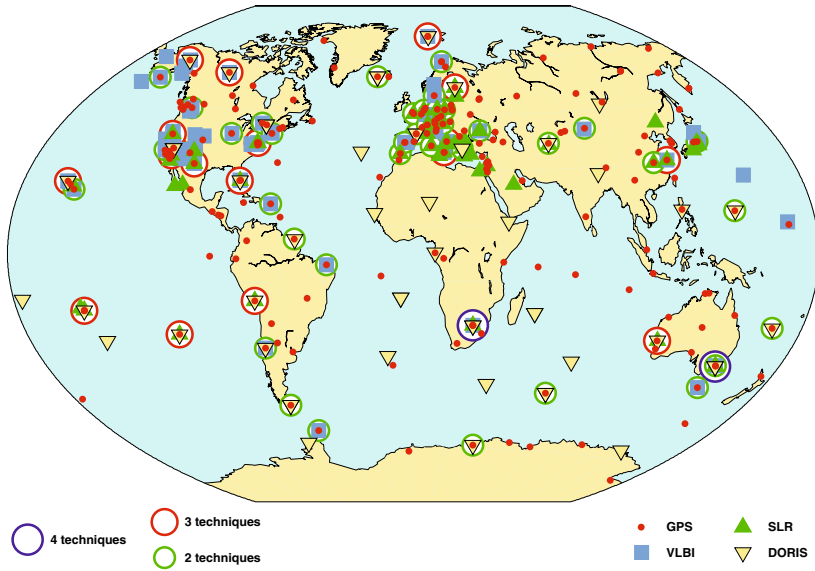 4 techniques
3 techniques
2 techniques
GPS
VLBI
SLR
DORIS